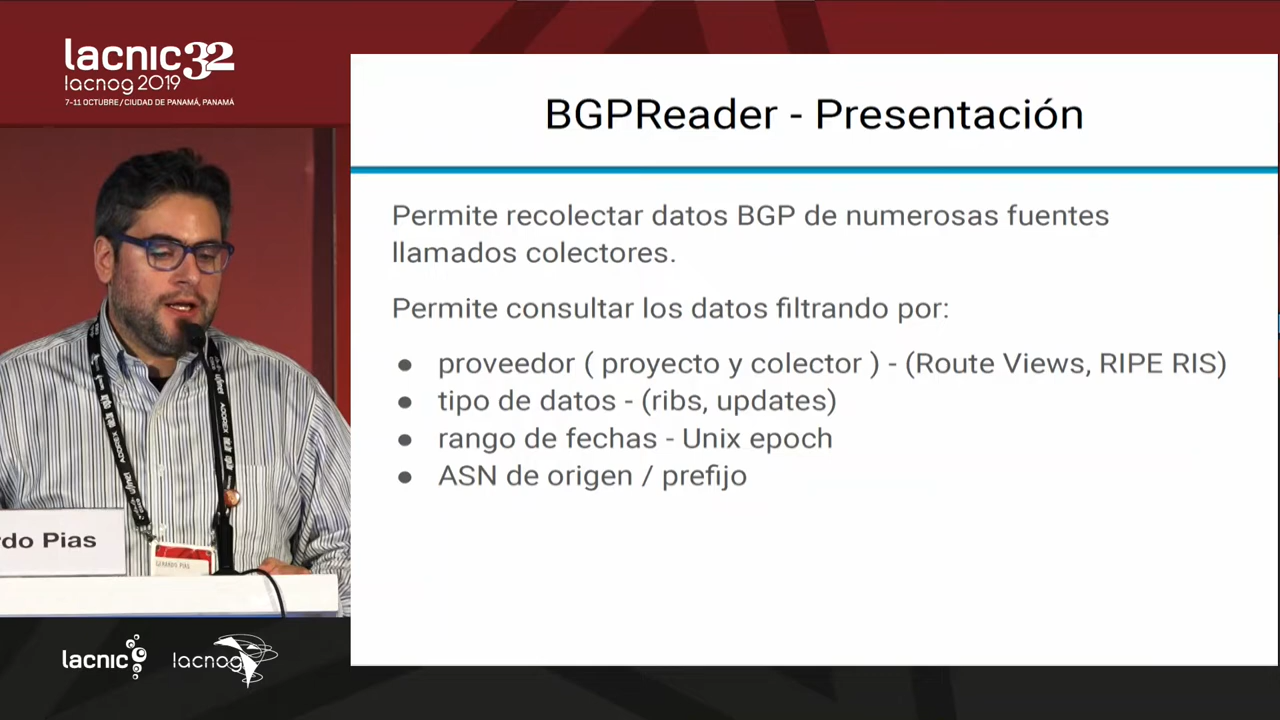 lacnic32
lacnog 2019
7-11 OCTUBRE / CIUDAD DE PANAMÁ, PANAMÁ
BGPReader - Presentación
Permite recolectar datos BGP de numerosas fuentes
llamados colectores.
Permite consultar los datos filtrando por:
● proveedor ( proyecto y colector ) - (Route Views, RIPE RIS)
● tipo de datos - (ribs, updates)
● rango de fechas - Unix epoch
● ASN de origen / prefijo
rdo Pias
GERARDO PIAS
lacnic
lacnog